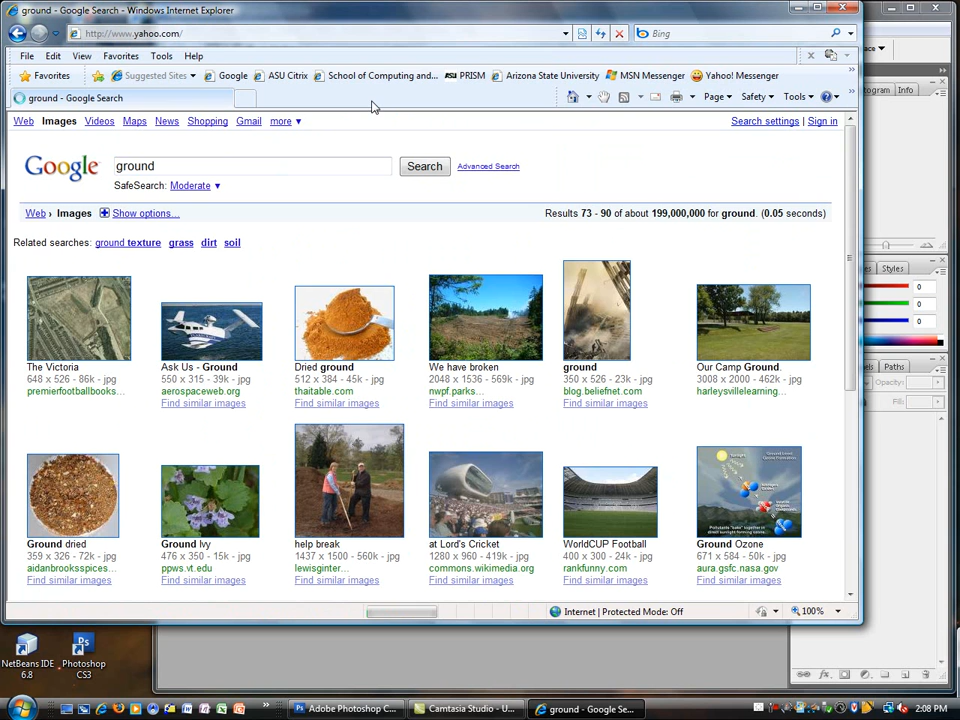 ground - Google Search - Windows Internet Explorer
http://www.yahoo.com/
Bing
File Edit View Favorites Tools Help
Favorites Suggested Sites Google ASU Citrix School of Computing and... PRISM Arizona State University MSN Messenger Yahoo! Messenger
ground - Google Search
Page Safety Tools
Info
Web Images Videos Maps News Shopping Gmail more
Search settings | Sign in
Google ground Search Advanced Search
SafeSearch: Moderate
Web › Images Show options...
Results 73 - 90 of about 199,000,000 for ground. (0.05 seconds)
Related searches: ground texture grass dirt soil
Styles
0
0
0
Paths
Opacity:
Fill:
The Victoria
648 x 526 - 86k - jpg
premierfootballbooks...
Ask Us - Ground
550 x 315 - 39k - jpg
aerospaceweb.org
Find similar images
Dried ground
512 x 384 - 45k - jpg
thaitable.com
Find similar images
We have broken
2048 x 1536 - 569k - jpg
nwpf.parks...
Find similar images
ground
350 x 526 - 23k - jpg
blog.beliefnet.com
Find similar images
Our Camp Ground.
3008 x 2000 - 462k - jpg
harleysvillelearning...
Ground dried
359 x 326 - 72k - jpg
aidanbrooksspices...
Find similar images
Ground Ivy
476 x 350 - 15k - jpg
ppws.vt.edu
Find similar images
help break
1437 x 1500 - 560k - jpg
lewisginter...
Find similar images
at Lord's Cricket
1280 x 960 - 419k - jpg
commons.wikimedia.org
Find similar images
WorldCUP Football
400 x 300 - 24k - jpg
rankfunny.com
Find similar images
Ground Ozone
671 x 584 - 50k - jpg
aura.gsfc.nasa.gov
Find similar images
Internet | Protected Mode: Off
100%
NetBeans IDE
6.8
Photoshop
CS3
Adobe Photoshop C...
Camtasia Studio - U...
ground - Google Se...
2:08 PM